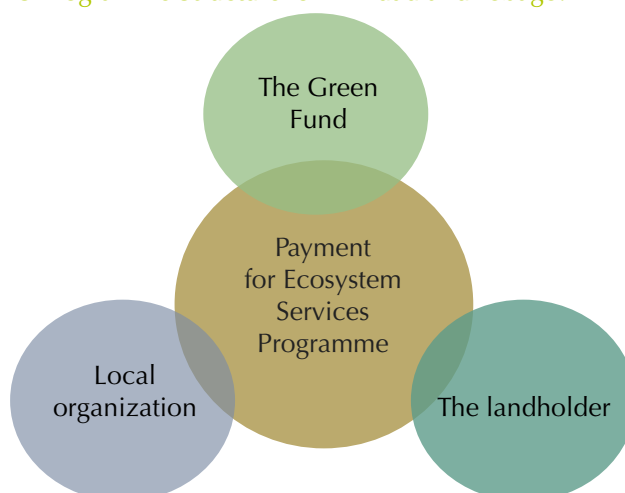 The Green
Fund
Payment
for Ecosystem
Services
Programme
Local
organization
The landholder